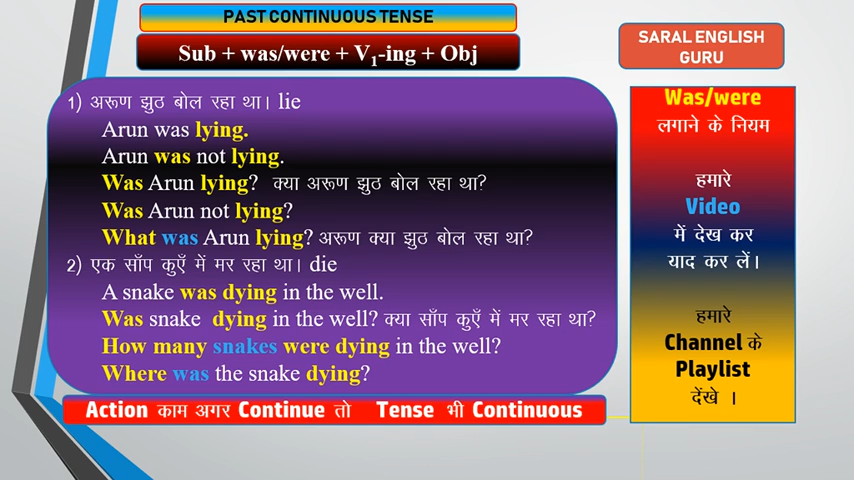 PAST CONTINUOUS TENSE
Sub + was/were + V1-ing + Obj
SARAL ENGLISH
GURU
1) अरूण झुठ बोल रहा था। lie
Arun was lying.
Arun was not lying.
Was Arun lying? क्या अरूण झुठ बोल रहा था?
Was Arun not lying?
What was Arun lying? अरूण क्या झुठ बोल रहा था?
2) एक साँप कुएँ में मर रहा था। die
A snake was dying in the well.
Was snake dying in the well? क्या साँप कुएँ में मर रहा था?
How many snakes were dying in the well?
Where was the snake dying?
Action काम अगर Continue तो Tense भी Continuous
Was/were
लगाने के नियम
हमारे
Video
में देख कर
याद कर लें।
हमारे
Channel के
Playlist
देंखे ।